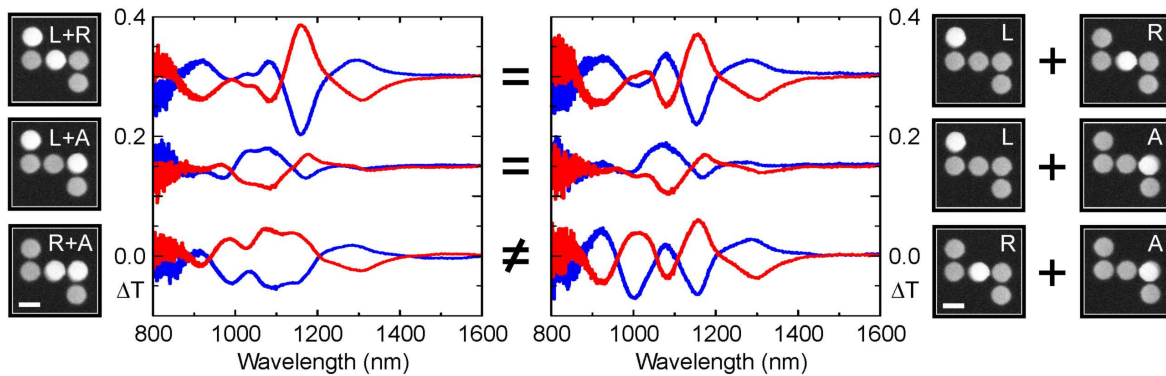 L+R
L+A
R+A
0.4
0.2
0.0
ΔT
800 1000 1200 1400 1600
Wavelength (nm)
=
=
≠
800 1000 1200 1400 1600
Wavelength (nm)
0.4
0.2
0.0
ΔT
L + R
L + A
R + A